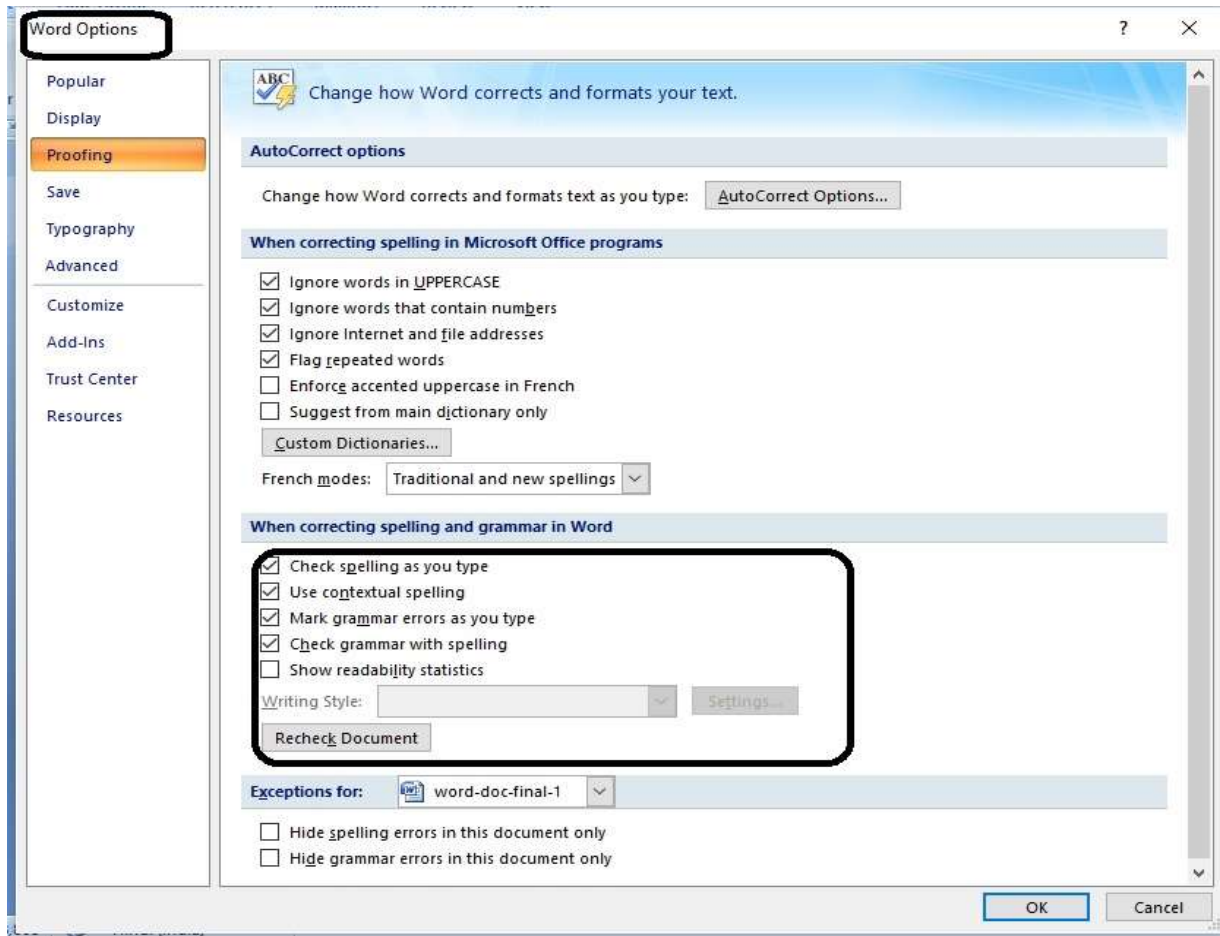 Word Options
?
Popular
Display
Proofing
Save
Typography
Advanced
Customize
Add-Ins
Trust Center
Resources
ABC
Change how Word corrects and formats your text.
AutoCorrect options
Change how Word corrects and formats text as you type: AutoCorrect Options...
When correcting spelling in Microsoft Office programs
Ignore words in UPPERCASE
Ignore words that contain numbers
Ignore Internet and file addresses
Flag repeated words
Enforce accented uppercase in French
Suggest from main dictionary only
Custom Dictionaries...
French modes: Traditional and new spellings
When correcting spelling and grammar in Word
Check spelling as you type
Use contextual spelling
Mark grammar errors as you type
Check grammar with spelling
Show readability statistics
Writing Style: Settings...
Recheck Document
Exceptions for: word-doc-final-1
Hide spelling errors in this document only
Hide grammar errors in this document only
OK Cancel